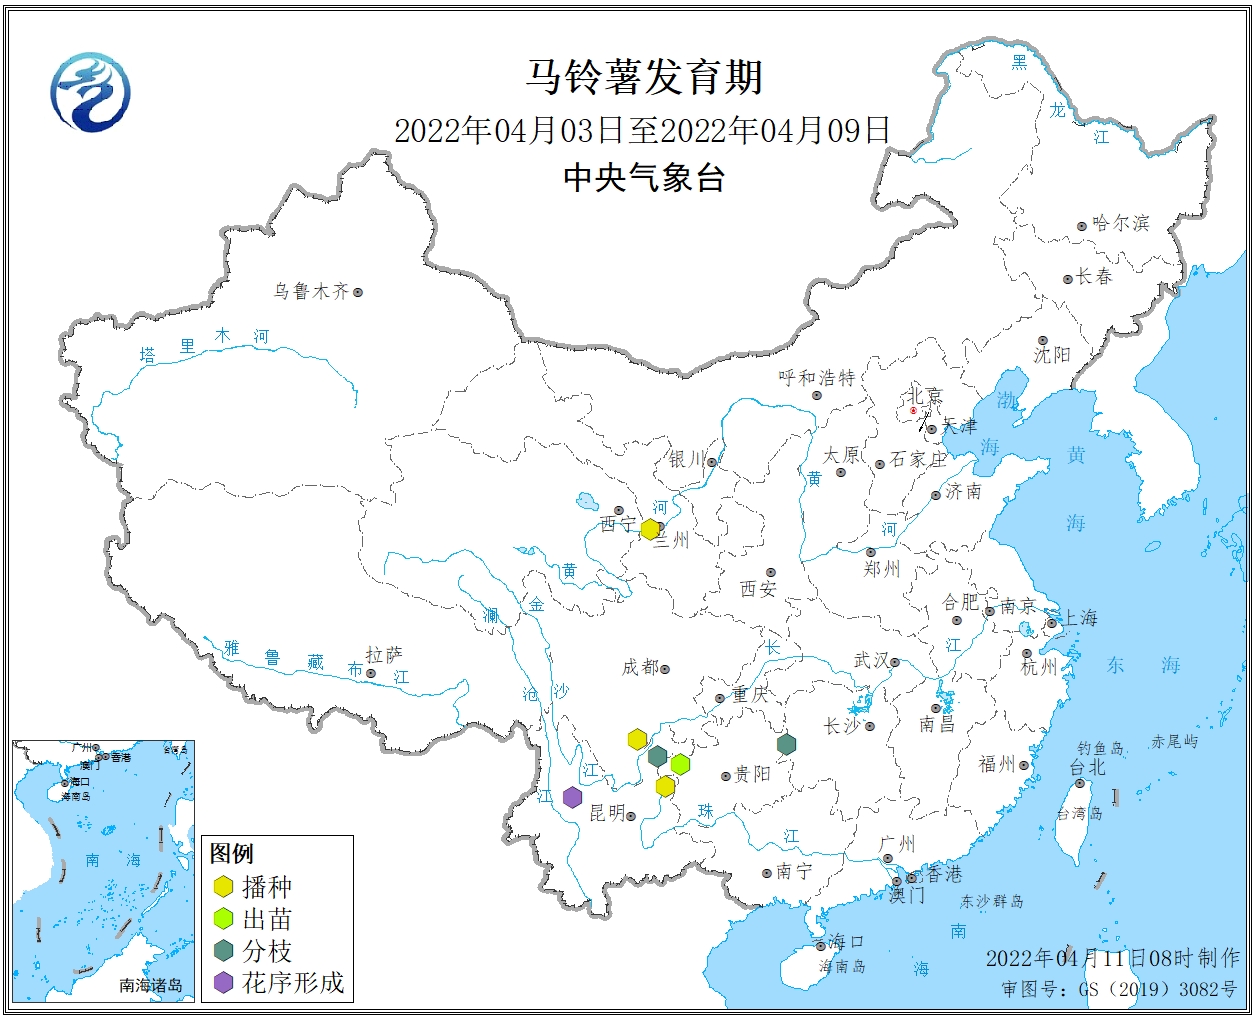 马铃薯发育期
2022年04月03日至2022年04月09日
中央气象台
黑
龙
江
哈尔滨
长春
乌鲁木齐
塔里木河
沈阳
呼和浩特
北京
天津
渤
海
银川
太原
石家庄
黄
海
黄
河
济南
西宁
河
兰州
郑州
黄
西安
金
澜
合肥
南京
上海
雅鲁藏布江
拉萨
成都
长
江
武汉
杭州
东海
沧
沙
重庆
长沙
南昌
钓鱼岛
赤尾屿
江
贵阳
福州
台北
江
昆明
珠
江
台湾岛
广州
南宁
香港
澳门
东沙群岛
南
海
海口
海南岛
广州
香港
澳门
海口
海南岛
台湾岛
南海
南海诸岛
图例
播种
出苗
分枝
花序形成
2022年04月11日08时制作
审图号：GS（2019）3082号